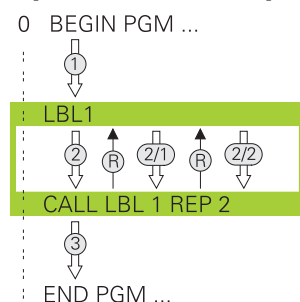 0 BEGIN PGM ...
1
LBL1
2 R 2/1 R 2/2
CALL LBL 1 REP 2
3
END PGM ...